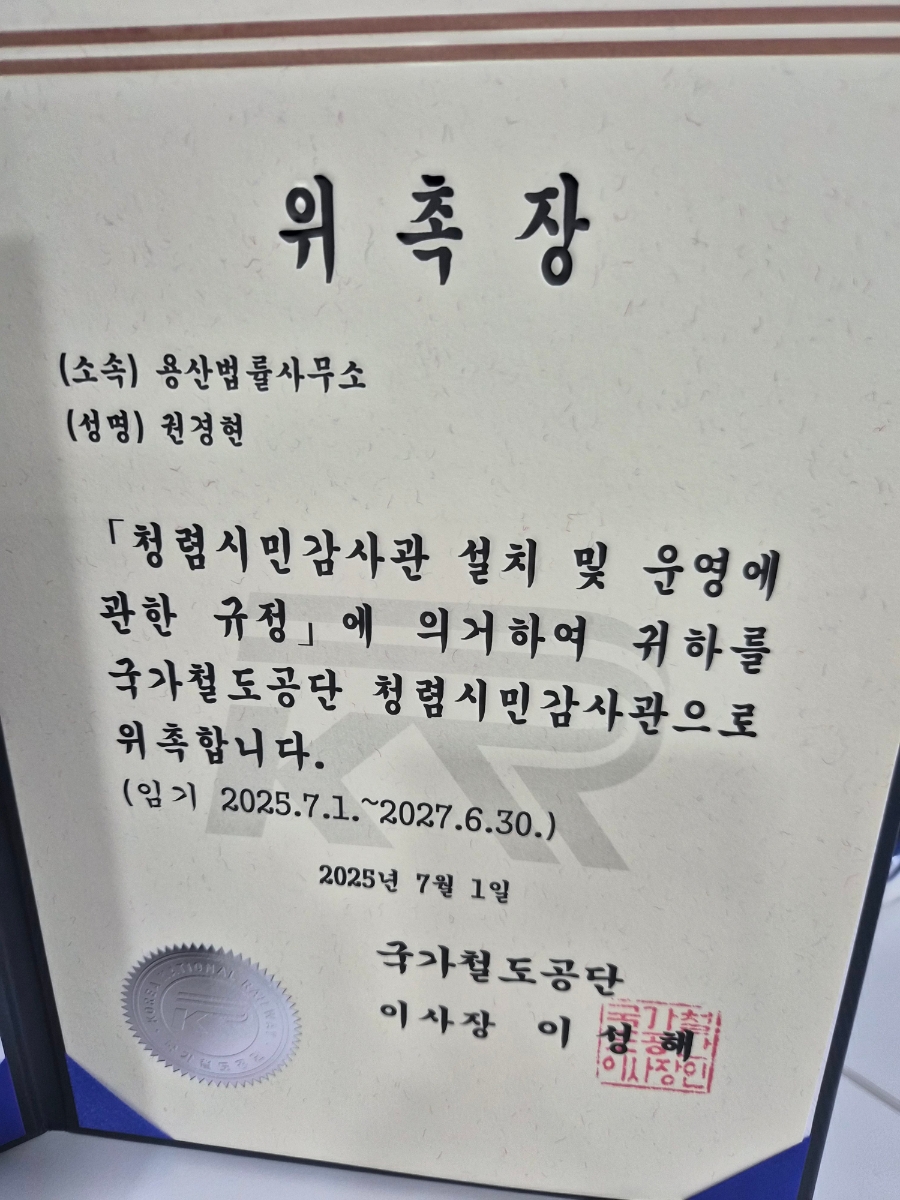 위 촉 장
(소속) 용산법률사무소
(성명) 권경현
「청렴시민감사관 설치 및 운영에
관한 규정」에 의거하여 귀하를
국가철도공단 청렴시민감사관으로
위촉합니다.
(임기 2025.7.1.~2027.6.30.)
2025년 7월 1일
국가철도공단
이사장 이 성 해
국가철
도공단
이사장인
KR